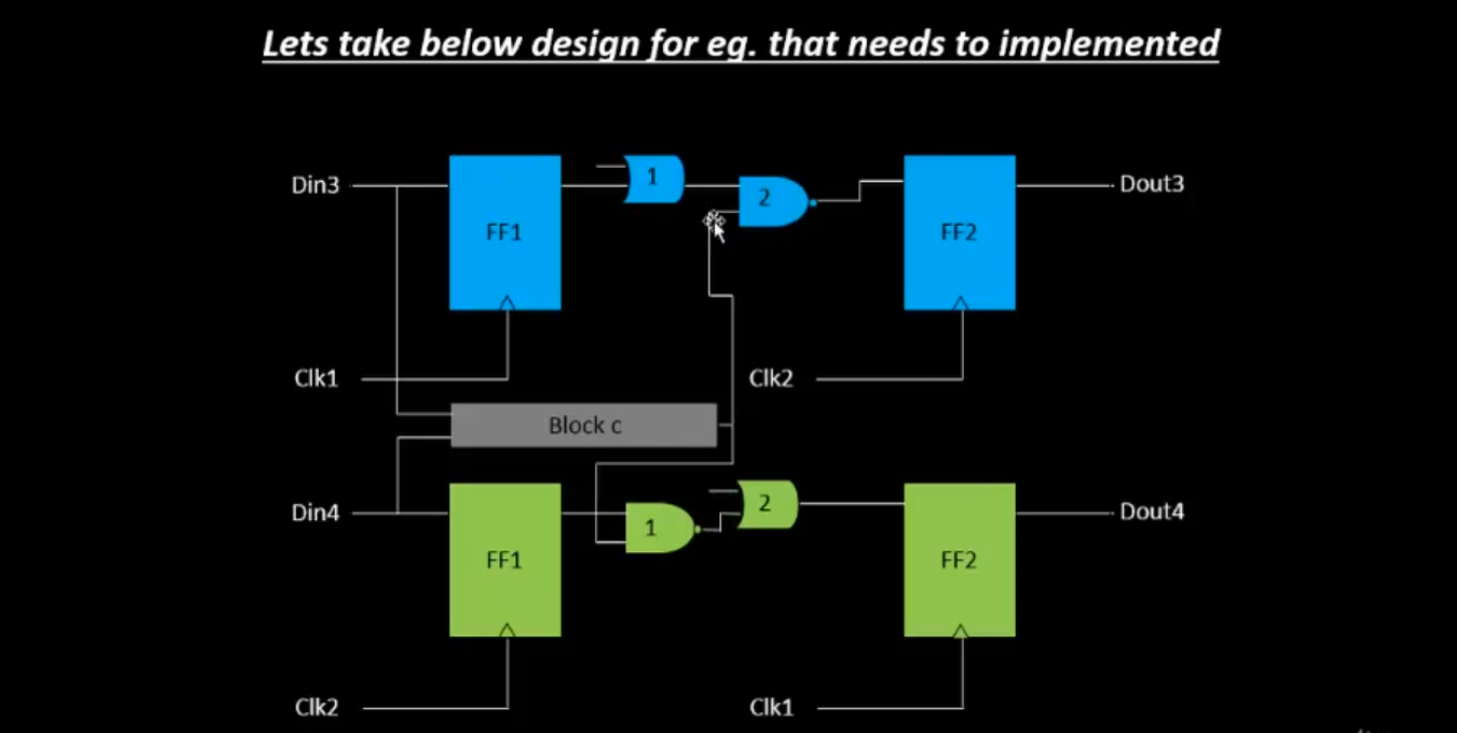 Lets take below design for eg. that needs to implemented
Din3
FF1
1
2
FF2
Dout3
Clk1
Clk2
Block c
Din4
FF1
1
2
FF2
Dout4
Clk2
Clk1